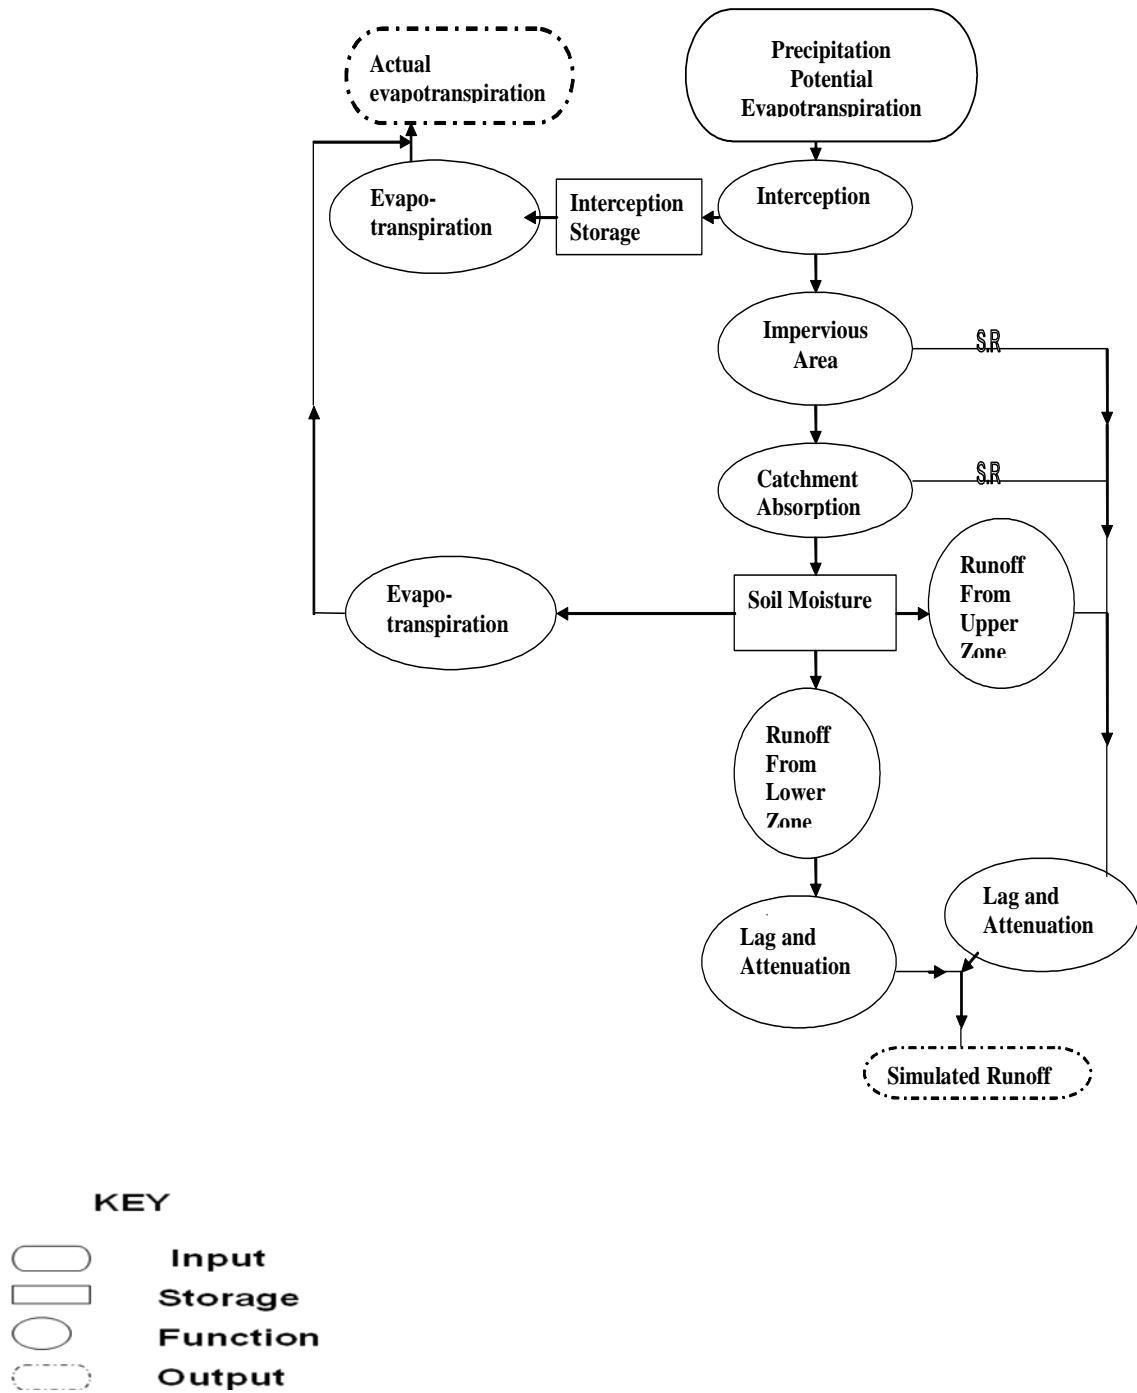 Actual
evapotranspiration
Precipitation
Potential
Evapotranspiration
Evapo-
transpiration
Interception
Storage
Interception
Impervious
Area
S.R
Catchment
Absorption
S.R
Evapo-
transpiration
Soil Moisture
Runoff
From
Upper
Zone
Runoff
From
Lower
Zone
Lag and
Attenuation
Lag and
Attenuation
Simulated Runoff
KEY
Input
Storage
Function
Output